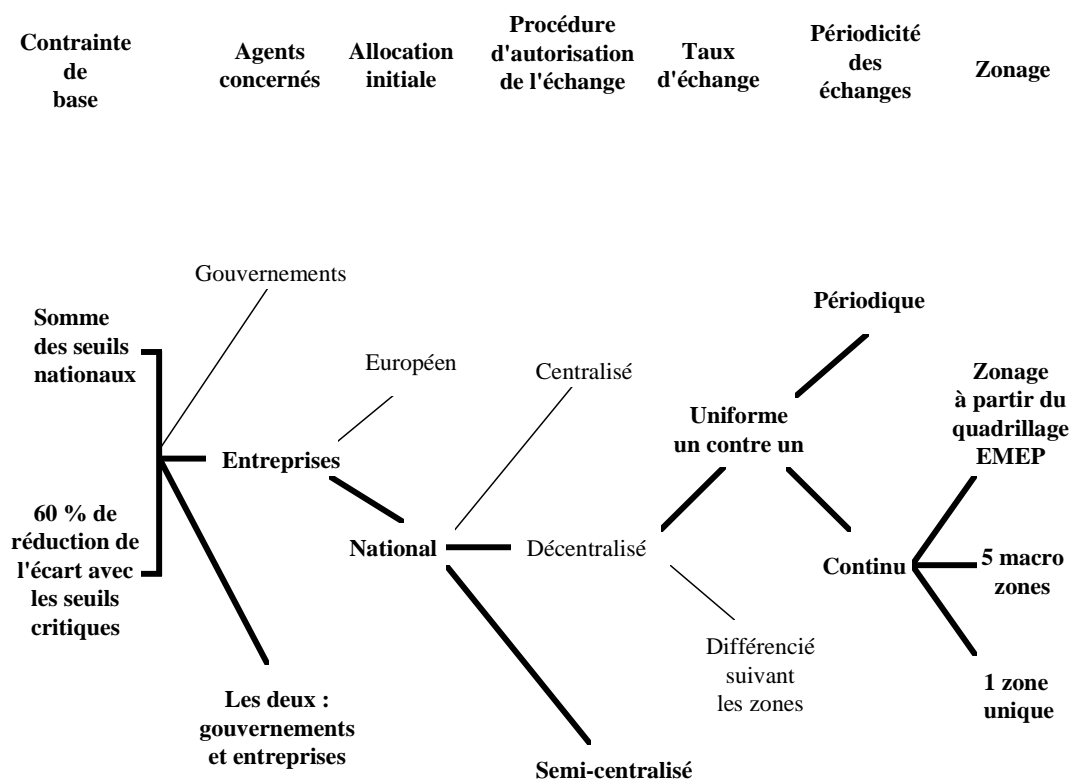 Contrainte
de
base
Agents
concernés
Allocation
initiale
Procédure
d'autorisation
de l'échange
Taux
d'échange
Périodicité
des
échanges
Zonage
Gouvernements
Somme
des seuils
nationaux
Entreprises
60 % de
réduction de
l'écart avec
les seuils
critiques
Les deux :
gouvernements
et entreprises
Européen
National
Centralisé
Décentralisé
Semi-centralisé
Uniforme
un contre un
Différencié
suivant
les zones
Périodique
Continu
Zonage
à partir du
quadrillage
EMEP
5 macro
zones
1 zone
unique